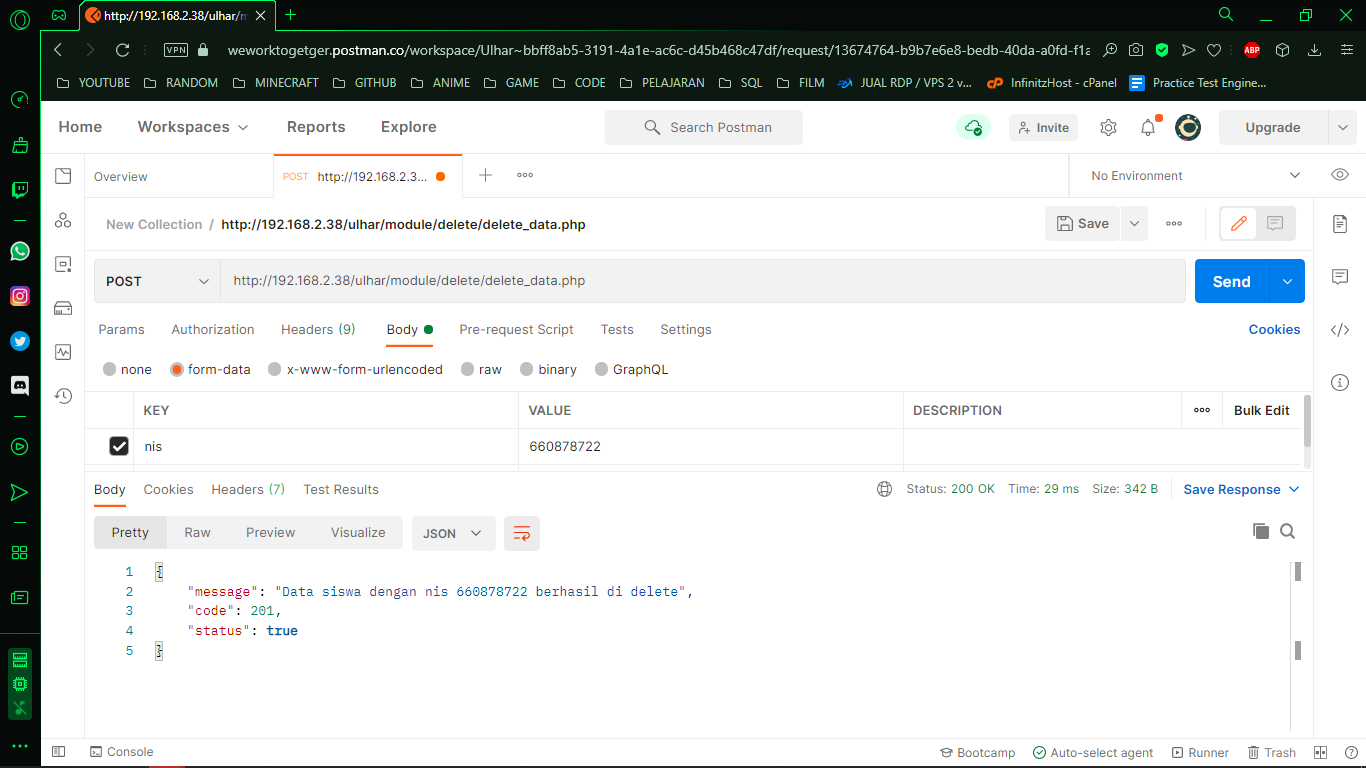 http://192.168.2.38/ulhar/m
VPN weworktogetger.postman.co/workspace/Ulhar~bbff8ab5-3191-4a1e-ac6c-d45b468c47df/request/13674764-b9b7e6e8-bedb-40da-a0fd-f1a ABP
YOUTUBE RANDOM MINECRAFT GITHUB ANIME GAME CODE PELAJARAN SQL FILM JUAL RDP / VPS 2 v... cP InfinitzHost - cPanel Practice Test Engine...
Home Workspaces Reports Explore Search Postman Invite Upgrade
Overview POST http://192.168.2.3... No Environment
New Collection / http://192.168.2.38/ulhar/module/delete/delete_data.php Save
POST http://192.168.2.38/ulhar/module/delete/delete_data.php Send
Params Authorization Headers (9) Body Pre-request Script Tests Settings Cookies
none form-data x-www-form-urlencoded raw binary GraphQL
KEY VALUE DESCRIPTION Bulk Edit
nis 660878722
Body Cookies Headers (7) Test Results Status: 200 OK Time: 29 ms Size: 342 B Save Response
Pretty Raw Preview Visualize JSON
1 {
2 "message": "Data siswa dengan nis 660878722 berhasil di delete",
3 "code": 201,
4 "status": true
5 }
Console Bootcamp Auto-select agent Runner Trash